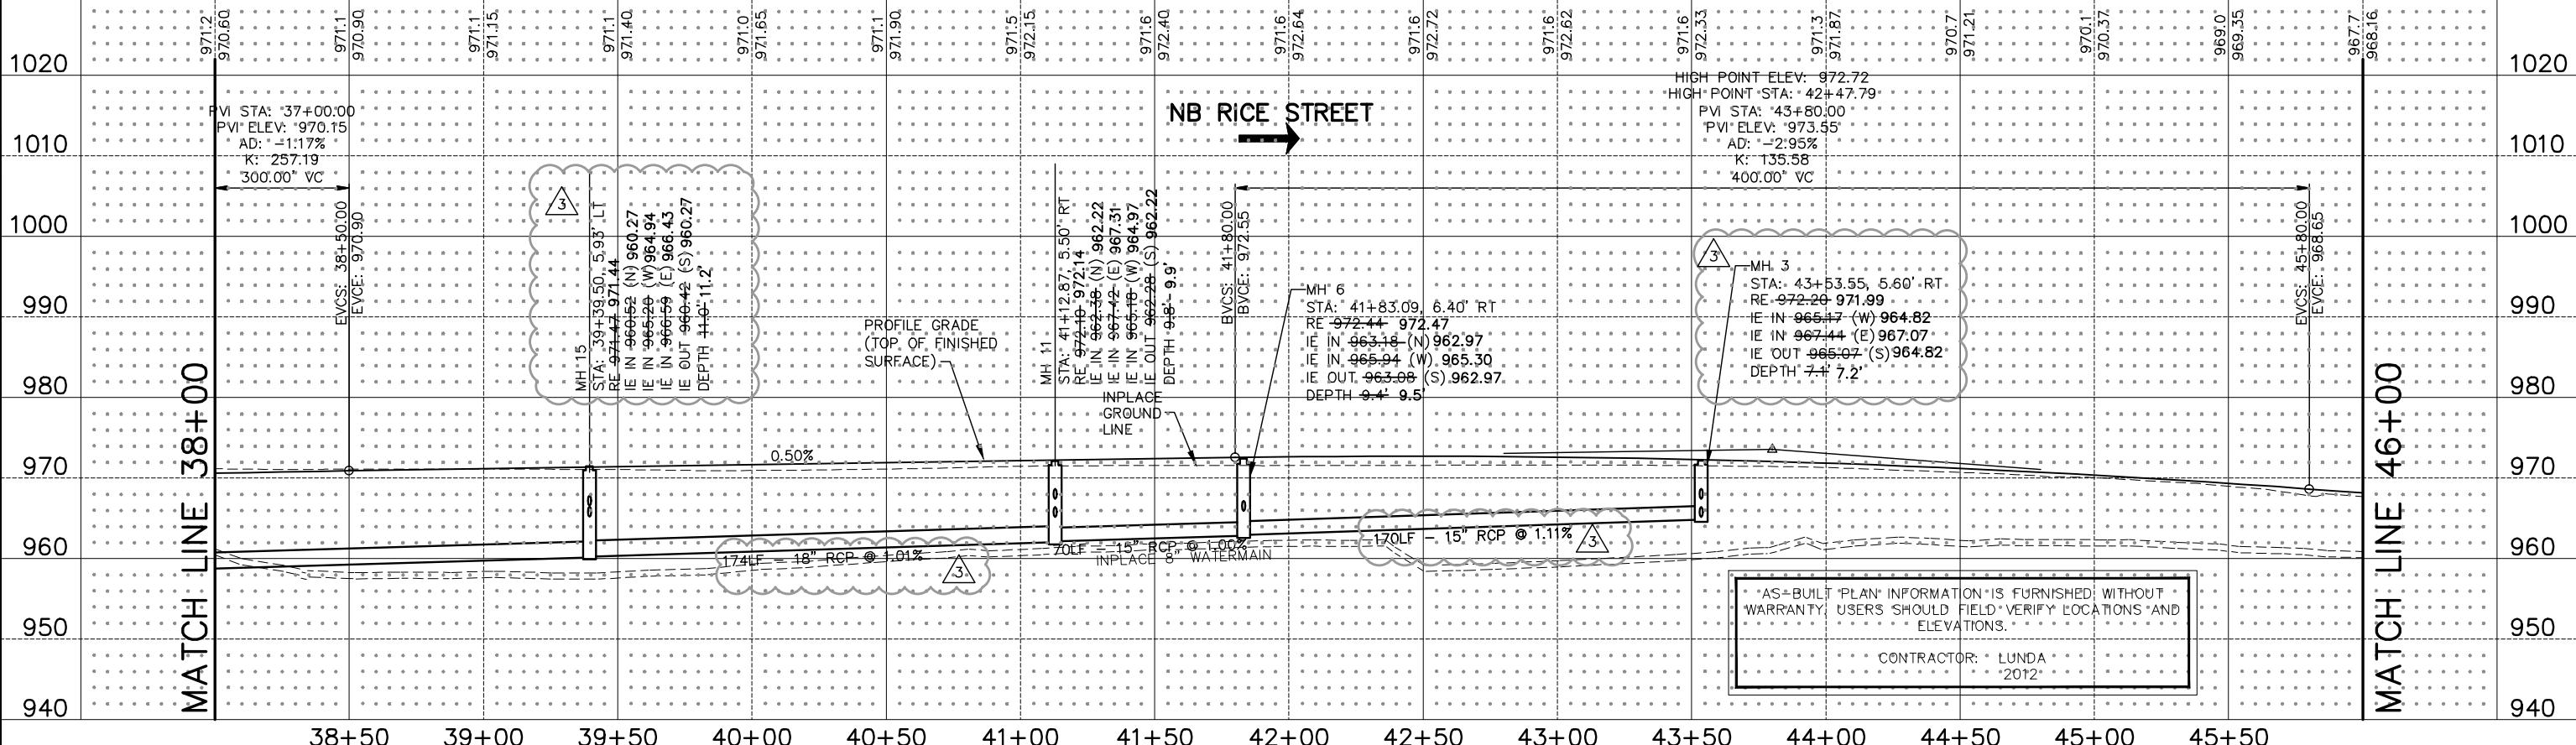 971.2
970.60
971.1
970.90
971.1
971.15
971.1
971.40
971.0
971.65
971.1
971.90
971.5
972.15
971.6
972.40
971.6
972.64
971.6
972.72
971.6
972.62
971.6
972.33
971.3
971.87
970.7
971.21
970.1
970.37
969.0
969.35
967.7
968.16
1020
1010
1000
990
980
970
960
950
940
1020
1010
1000
990
980
970
960
950
940
MATCH LINE 38+00
PVI STA: 37+00.00
PVI ELEV: 970.15
AD: -1.17%
K: 257.19
300.00' VC
EVCS: 38+50.00
EVCE: 970.90
3
MH 15
STA: 39+39.50, 5.93' LT
RE 971.47 971.44
IE IN 960.52 (N) 960.27
IE IN 965.20 (W) 964.94
IE IN 966.59 (E) 966.43
IE OUT 960.42 (S) 960.27
DEPTH 11.0' 11.2'
PROFILE GRADE
(TOP OF FINISHED
SURFACE)
0.50%
MH 11
STA: 41+12.87, 5.50' RT
RE 972.10 972.14
IE IN 962.38 (N) 962.22
IE IN 967.42 (E) 967.31
IE IN 965.18 (W) 964.97
IE OUT 962.28 (S) 962.22
DEPTH 9.8' 9.9'
INPLACE
GROUND
LINE
NB RICE STREET
BVCS: 41+80.00
BVCE: 972.55
MH 6
STA: 41+83.09, 6.40' RT
RE 972.44 972.47
IE IN 963.18 (N) 962.97
IE IN 965.94 (W) 965.30
IE OUT 963.08 (S) 962.97
DEPTH 9.4' 9.5'
HIGH POINT ELEV: 972.72
HIGH POINT STA: 42+47.79
PVI STA: 43+80.00
PVI ELEV: 973.55
AD: -2.95%
K: 135.58
400.00' VC
3
MH 3
STA: 43+53.55, 5.60' RT
RE 972.20 971.99
IE IN 965.17 (W) 964.82
IE IN 967.44 (E) 967.07
IE OUT 965.07 (S) 964.82
DEPTH 7.1' 7.2'
EVCS: 45+80.00
EVCE: 968.65
MATCH LINE 46+00
174LF - 18" RCP @ 1.01%
3
70LF - 15" RCP @ 1.00%
INPLACE 8" WATERMAIN
170LF - 15" RCP @ 1.11%
3
AS-BUILT PLAN INFORMATION IS FURNISHED WITHOUT
WARRANTY. USERS SHOULD FIELD VERIFY LOCATIONS AND
ELEVATIONS.
CONTRACTOR: LUNDA
2012
38+50
39+00
39+50
40+00
40+50
41+00
41+50
42+00
42+50
43+00
43+50
44+00
44+50
45+00
45+50